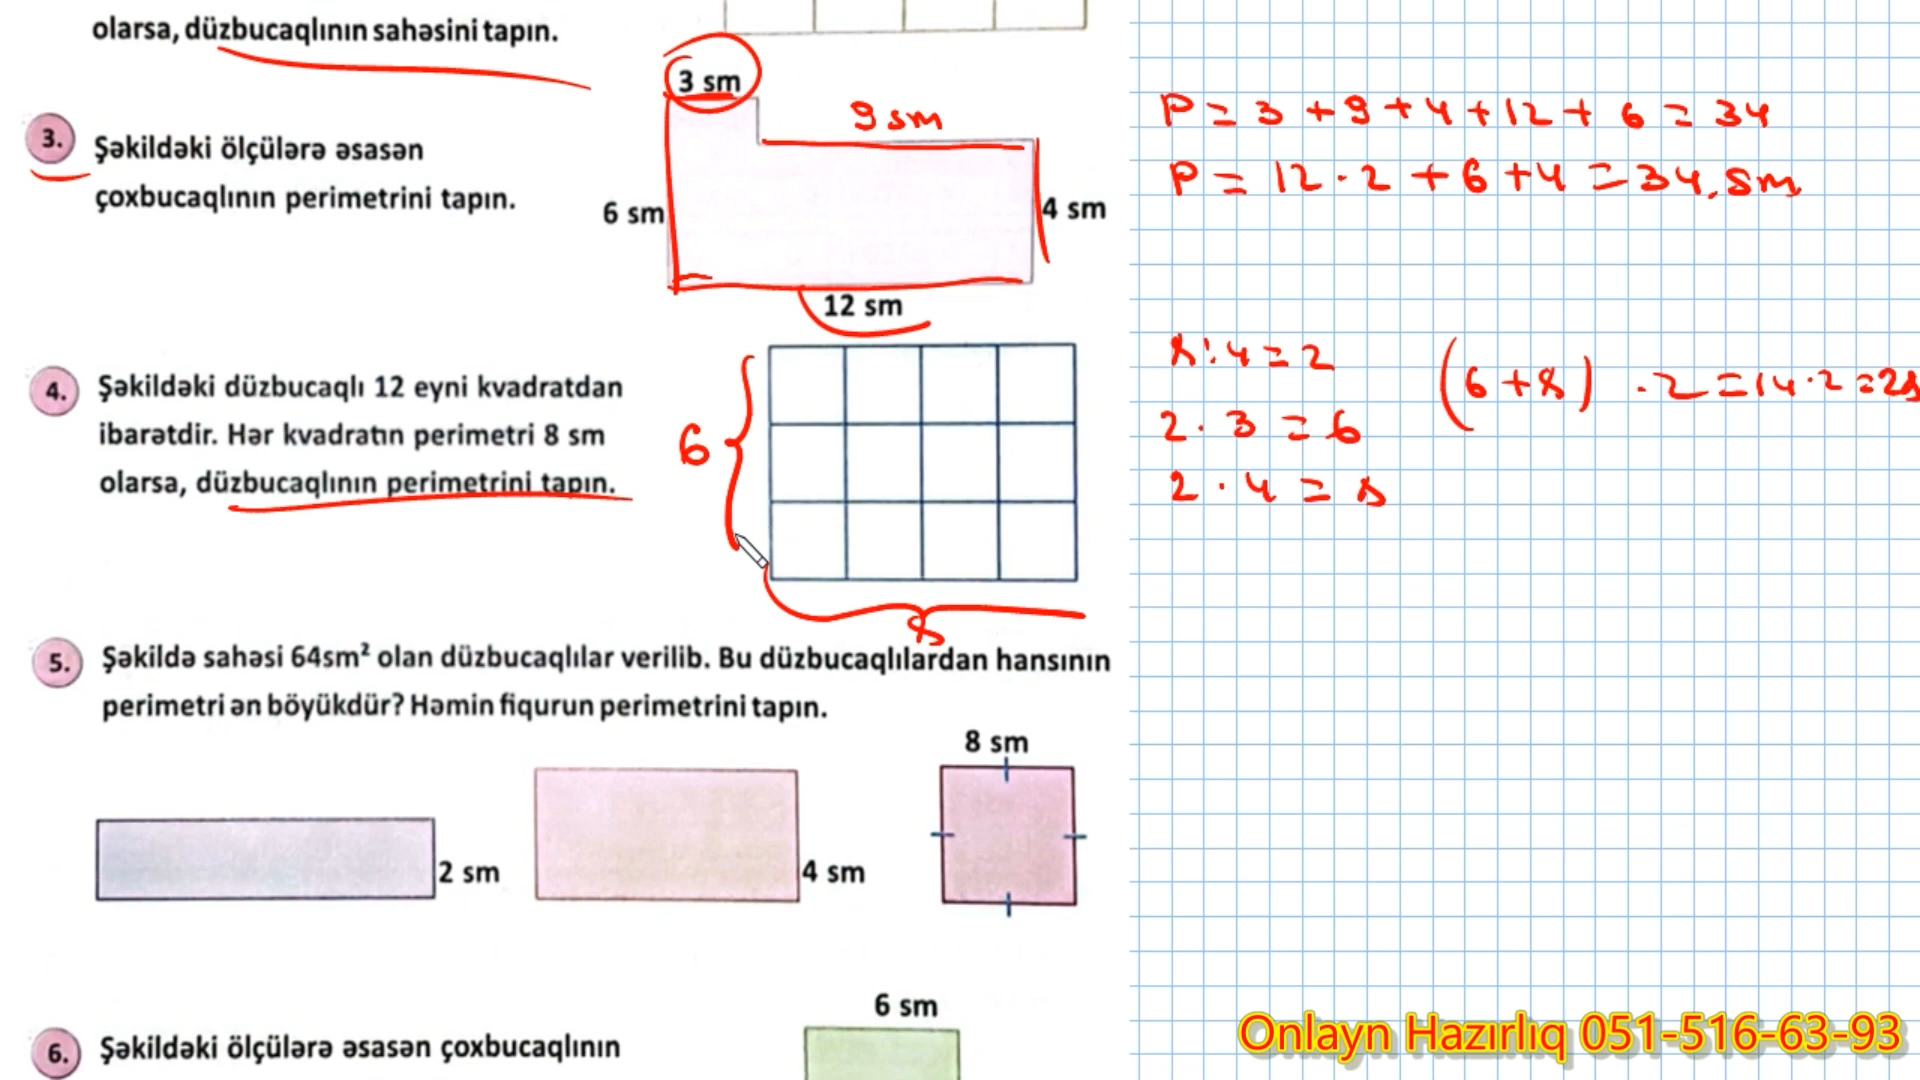 olarsa, düzbucaqlının sahəsini tapın.
3 sm
9 sm
3. Şəkildəki ölçülərə əsasən
çoxbucaqlının perimetrini tapın.
6 sm
4 sm
12 sm
P = 3 + 9 + 4 + 12 + 6 = 34
P = 12 · 2 + 6 + 4 = 34. sm
4. Şəkildəki düzbucaqlı 12 eyni kvadratdan
ibarətdir. Hər kvadratın perimetri 8 sm
olarsa, düzbucaqlının perimetrini tapın.
6
8
8 : 4 = 2
2 · 3 = 6
2 · 4 = 8
(6 + 8) · 2 = 14 · 2 = 28
5. Şəkildə sahəsi 64sm² olan düzbucaqlılar verilib. Bu düzbucaqlılardan hansının
perimetri ən böyükdür? Həmin fiqurun perimetrini tapın.
2 sm
4 sm
8 sm
6 sm
6. Şəkildəki ölçülərə əsasən çoxbucaqlının
Onlayn Hazırlıq 051-516-63-93